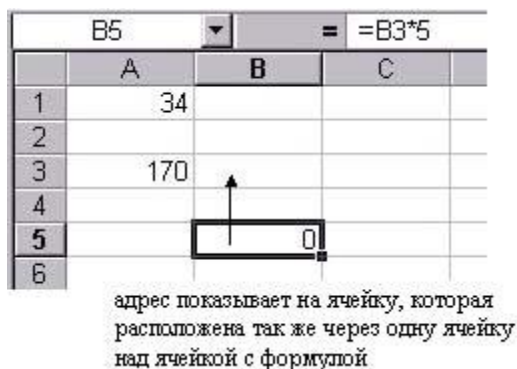 B5 = =B3*5
A B C
1 34
2
3 170
4
5 0
6
адрес показывает на ячейку, которая
расположена так же через одну ячейку
над ячейкой с формулой